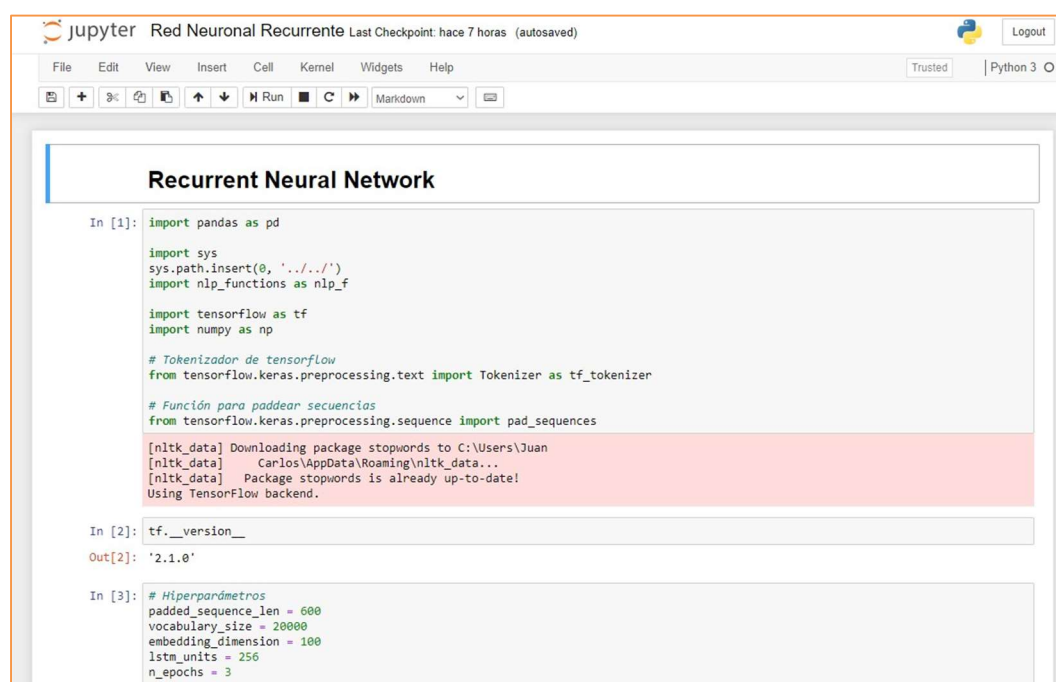 jupyter Red Neuronal Recurrente Last Checkpoint: hace 7 horas (autosaved)
Logout
File Edit View Insert Cell Kernel Widgets Help
Trusted
Python 3
Run
Markdown
Recurrent Neural Network
In [1]: import pandas as pd
import sys
sys.path.insert(0, '../../')
import nlp_functions as nlp_f
import tensorflow as tf
import numpy as np
# Tokenizador de tensorflow
from tensorflow.keras.preprocessing.text import Tokenizer as tf_tokenizer
# Función para paddear secuencias
from tensorflow.keras.preprocessing.sequence import pad_sequences
[nltk_data] Downloading package stopwords to C:\Users\Juan
[nltk_data]     Carlos\AppData\Roaming\nltk_data...
[nltk_data]   Package stopwords is already up-to-date!
Using TensorFlow backend.
In [2]: tf.__version__
Out[2]: '2.1.0'
In [3]: # Hiperparámetros
padded_sequence_len = 600
vocabulary_size = 20000
embedding_dimension = 100
lstm_units = 256
n_epochs = 3